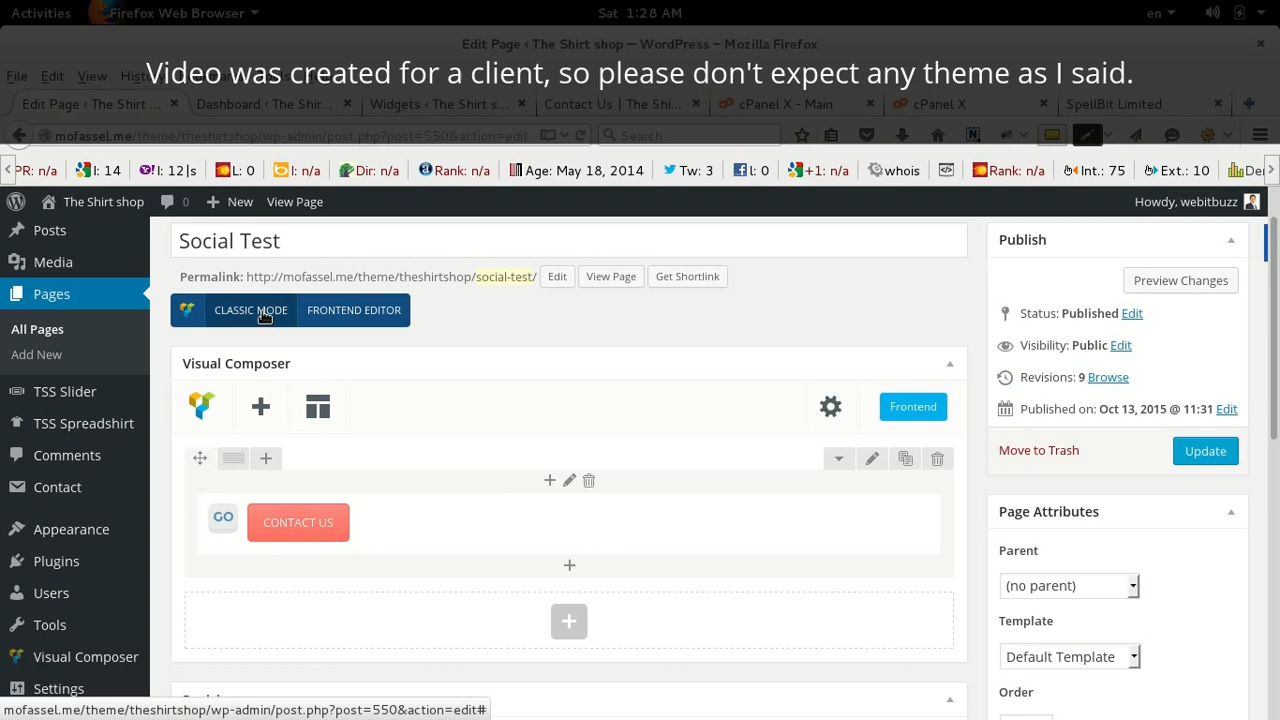 Activities
Firefox Web Browser
Sat 1:28 AM
en
Edit Page ‹ The Shirt shop — WordPress – Mozilla Firefox
Video was created for a client, so please don't expect any theme as I said.
File Edit View
Edit Page ‹ The Shirt ...
Dashboard ‹ The Shirt...
Widgets ‹ The Shirt s...
Contact Us | The Shirt...
cPanel X - Main
cPanel X
SpellBit Limited
mofassel.me/theme/theshirtshop/wp-admin/post.php?post=550&action=edit
Search
PR: n/a
I: 14
I: 12|s
L: 0
I: n/a
Dir: n/a
Rank: n/a
Age: May 18, 2014
Tw: 3
l: 0
+1: n/a
whois
Rank: n/a
Int.: 75
Ext.: 10
The Shirt shop
0
New
View Page
Howdy, webitbuzz
Posts
Media
Pages
All Pages
Add New
TSS Slider
TSS Spreadshirt
Comments
Contact
Appearance
Plugins
Users
Tools
Visual Composer
Settings
Social Test
Permalink: http://mofassel.me/theme/theshirtshop/social-test/ Edit View Page Get Shortlink
CLASSIC MODE
FRONTEND EDITOR
Visual Composer
Frontend
GO
CONTACT US
Publish
Preview Changes
Status: Published Edit
Visibility: Public Edit
Revisions: 9 Browse
Published on: Oct 13, 2015 @ 11:31 Edit
Move to Trash
Update
Page Attributes
Parent
(no parent)
Template
Default Template
Order
mofassel.me/theme/theshirtshop/wp-admin/post.php?post=550&action=edit#